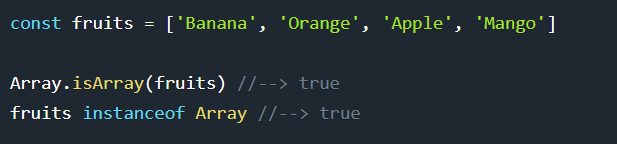 const fruits = ['Banana', 'Orange', 'Apple', 'Mango']
Array.isArray(fruits) //--> true
fruits instanceof Array //--> true